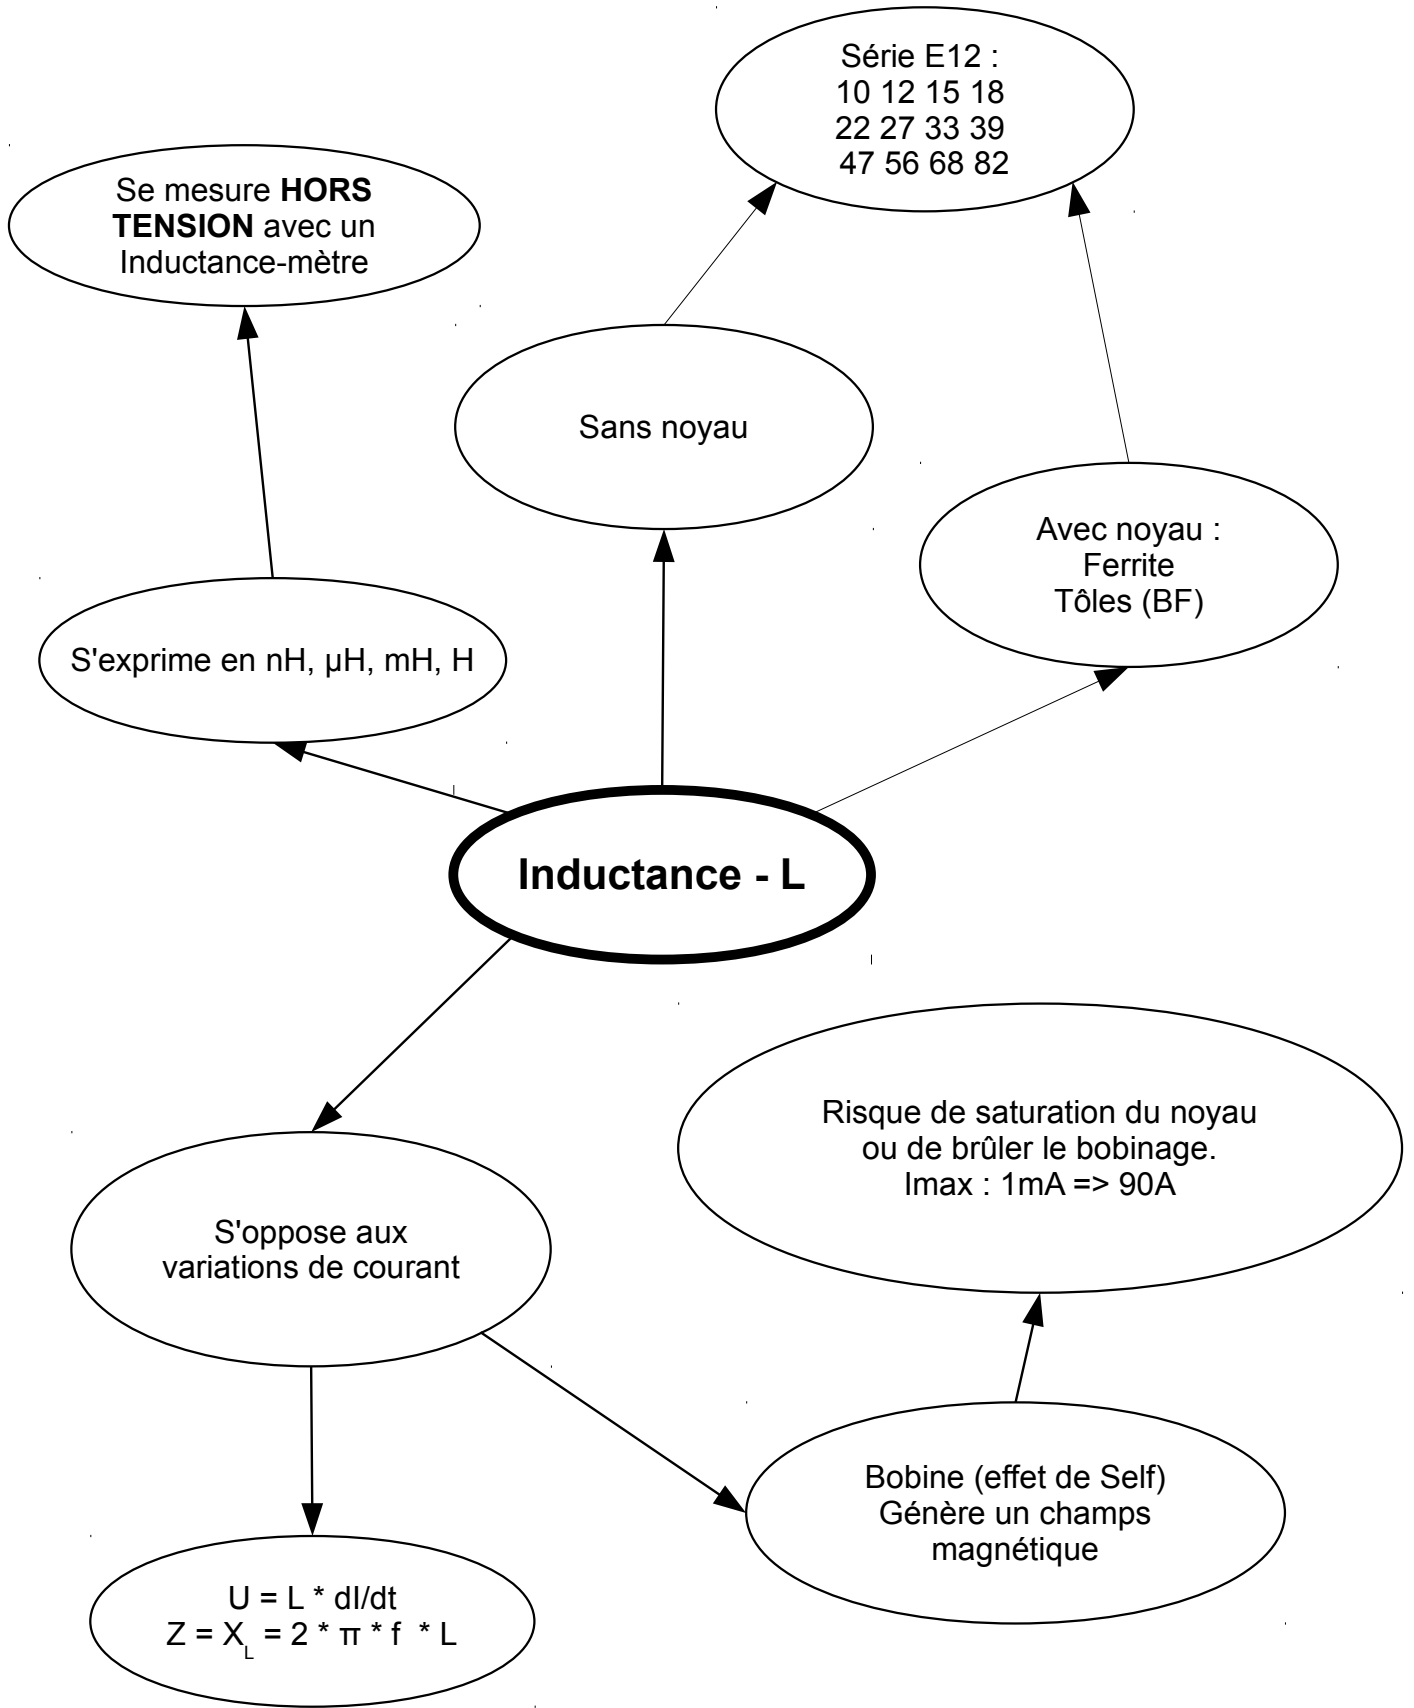 Série E12 :
10 12 15 18
22 27 33 39
47 56 68 82
Se mesure HORS
TENSION avec un
Inductance-mètre
Sans noyau
Avec noyau :
Ferrite
Tôles (BF)
S'exprime en nH, µH, mH, H
Inductance - L
Risque de saturation du noyau
ou de brûler le bobinage.
Imax : 1mA => 90A
S'oppose aux
variations de courant
Bobine (effet de Self)
Génère un champs
magnétique
U = L * dI/dt
Z = X_L = 2 * π * f * L